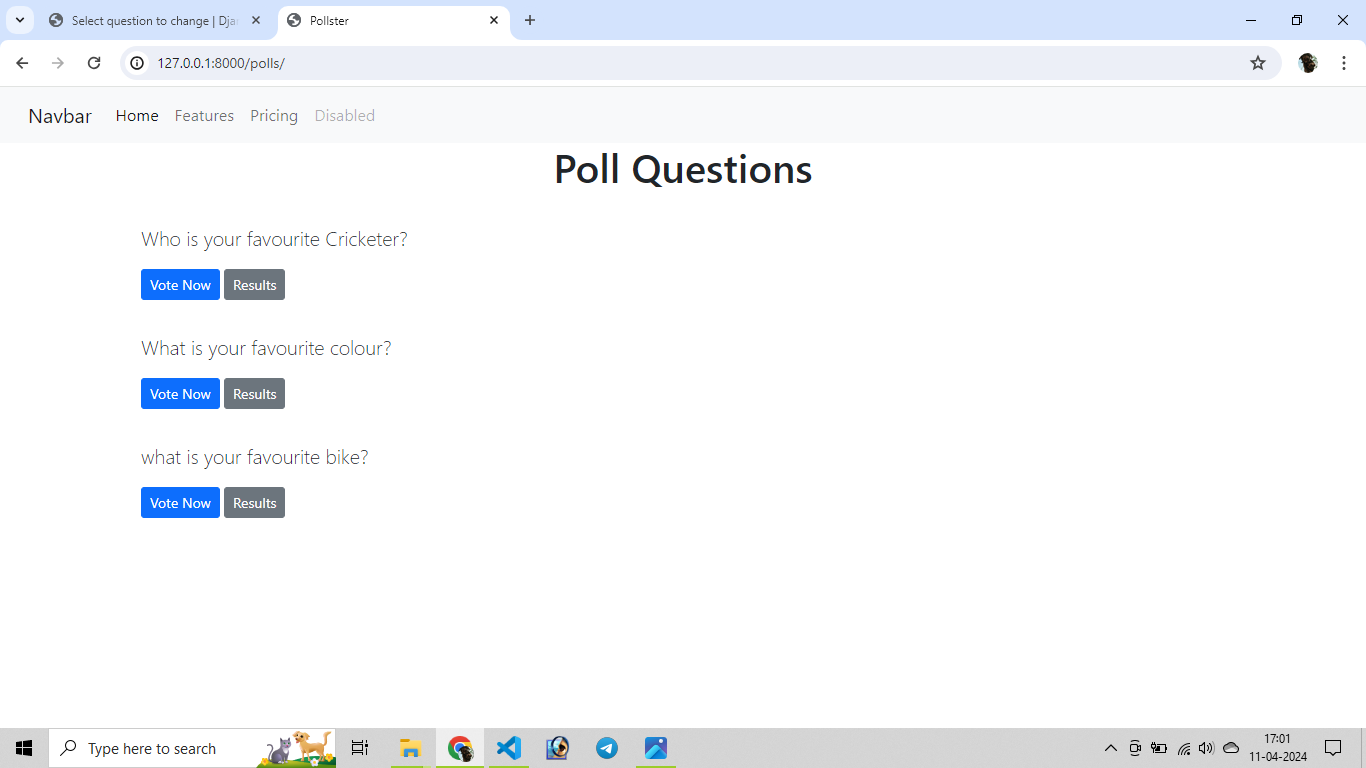 Select question to change | Dja
Pollster
127.0.0.1:8000/polls/
Navbar Home Features Pricing Disabled
Poll Questions
Who is your favourite Cricketer?
Vote Now Results
What is your favourite colour?
Vote Now Results
what is your favourite bike?
Vote Now Results
Type here to search
17:01
11-04-2024